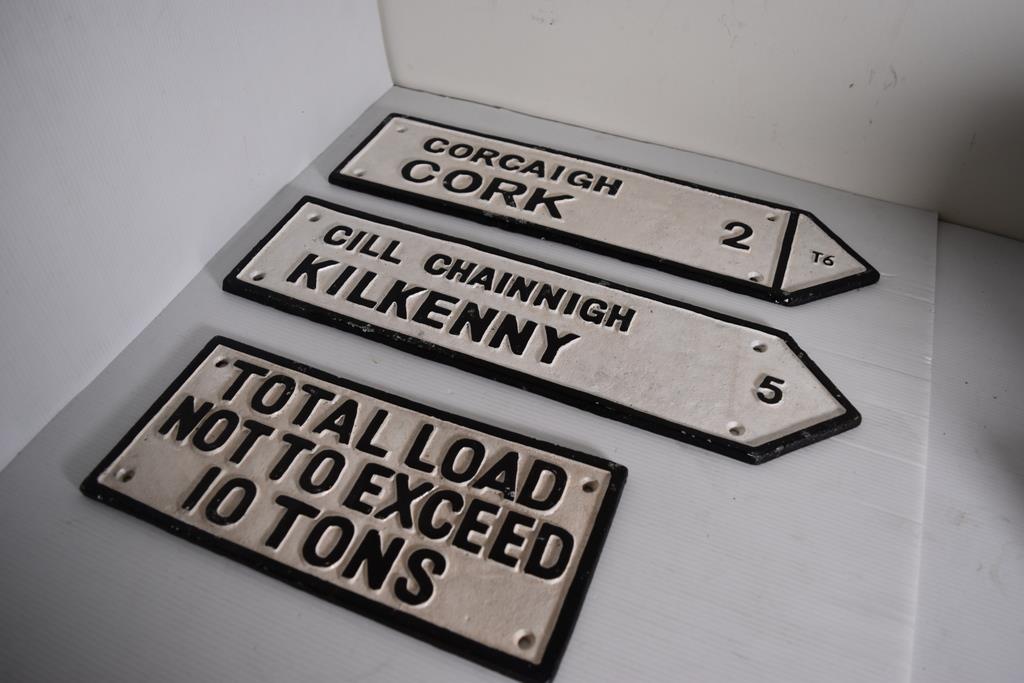 CORCAIGH
CORK
2
T6
CILL CHAINNIGH
KILKENNY
5
TOTAL LOAD
NOT TO EXCEED
10 TONS